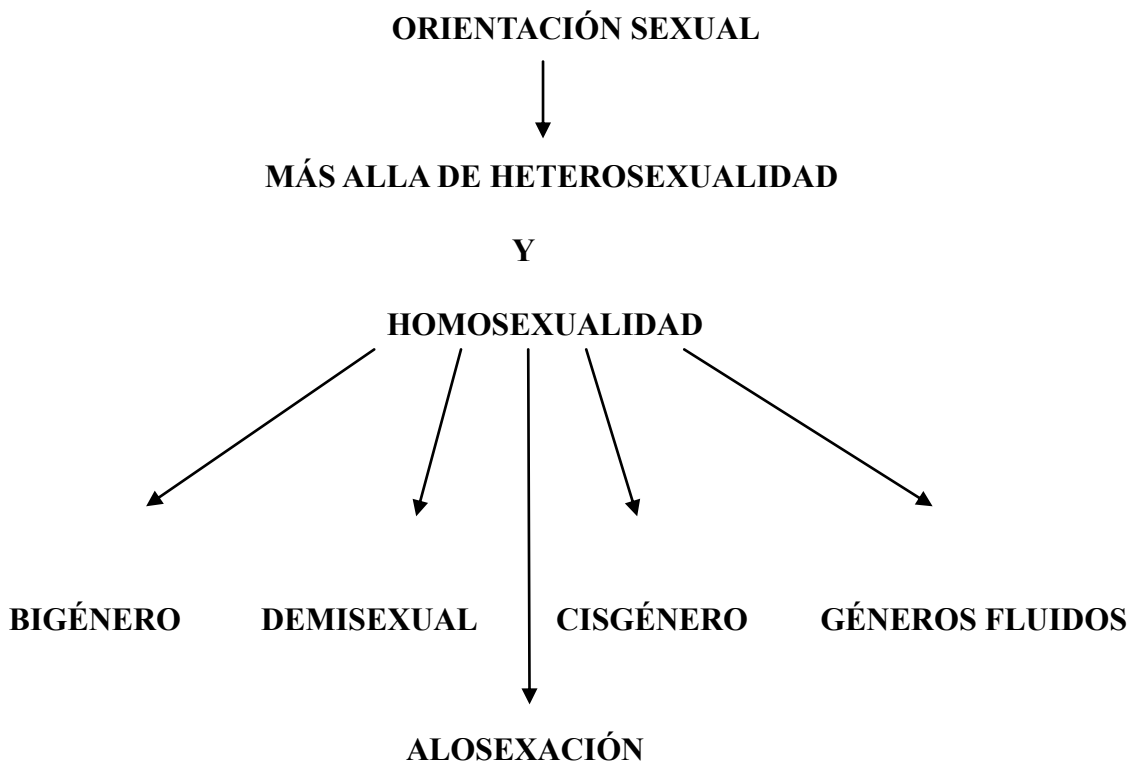 ORIENTACIÓN SEXUAL
MÁS ALLA DE HETEROSEXUALIDAD
Y
HOMOSEXUALIDAD
BIGÉNERO DEMISEXUAL CISGÉNERO GÉNEROS FLUIDOS
ALOSEXACIÓN